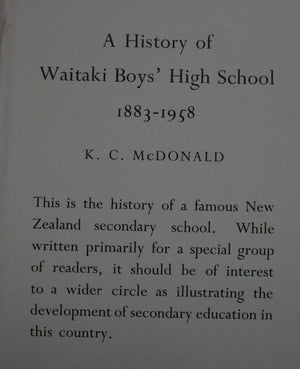 A History of
Waitaki Boys' High School
1883-1958
K. C. McDONALD
This is the history of a famous New
Zealand secondary school. While
written primarily for a special group
of readers, it should be of interest
to a wider circle as illustrating the
development of secondary education in
this country.